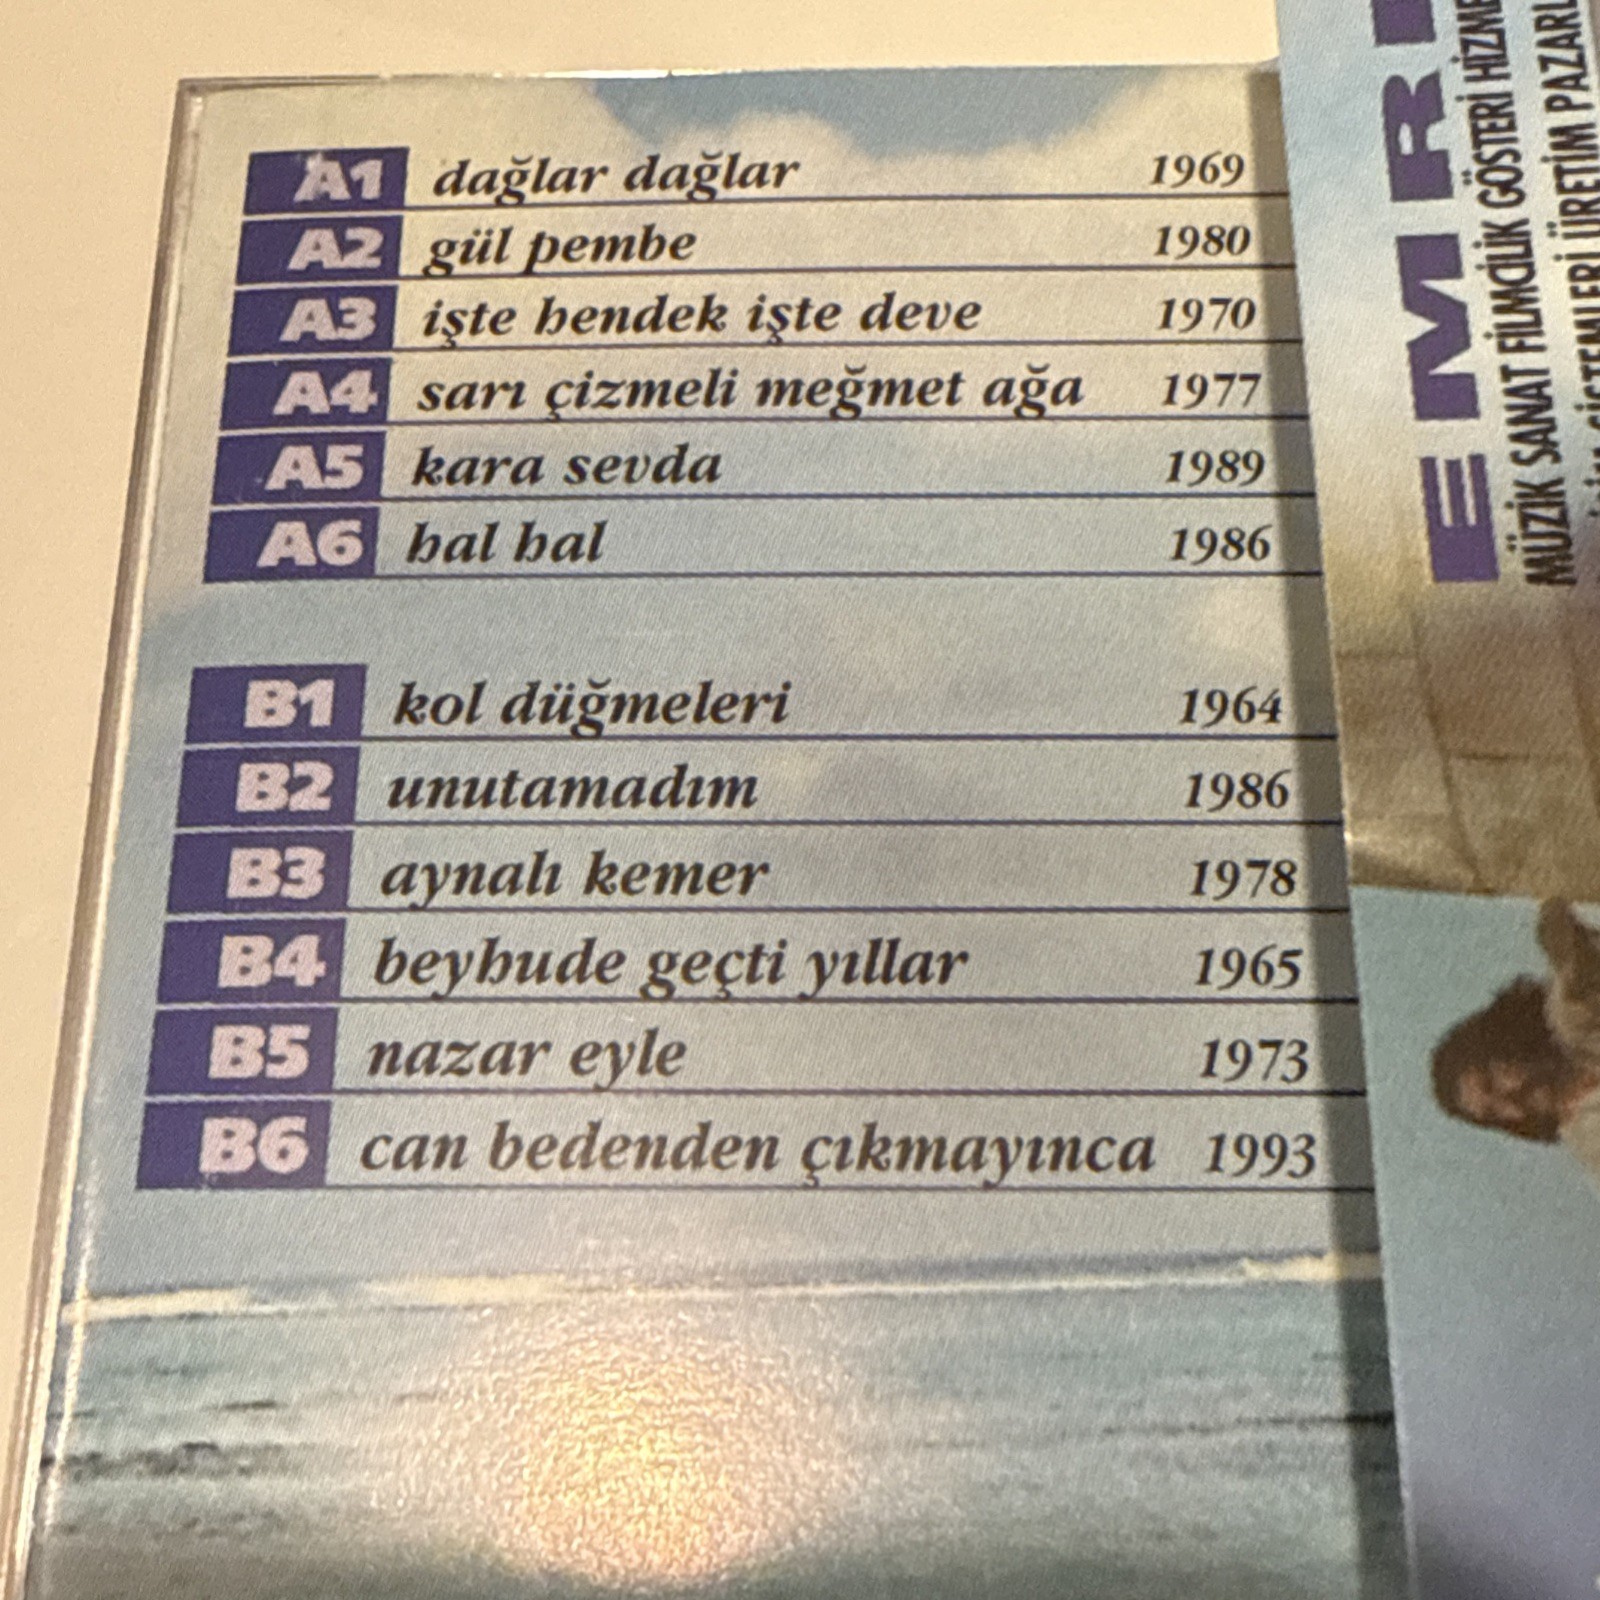 A1 dağlar dağlar 1969
A2 gül pembe 1980
A3 işte hendek işte deve 1970
A4 sarı çizmeli meğmet ağa 1977
A5 kara sevda 1989
A6 hal hal 1986
B1 kol düğmeleri 1964
B2 unutamadım 1986
B3 aynalı kemer 1978
B4 beyhude geçti yıllar 1965
B5 nazar eyle 1973
B6 can bedenden çıkmayınca 1993
EMR
MÜZİK SANAT FİLMCİLİK GÖSTERİ
SİSTEMLERİ ÜRETİM